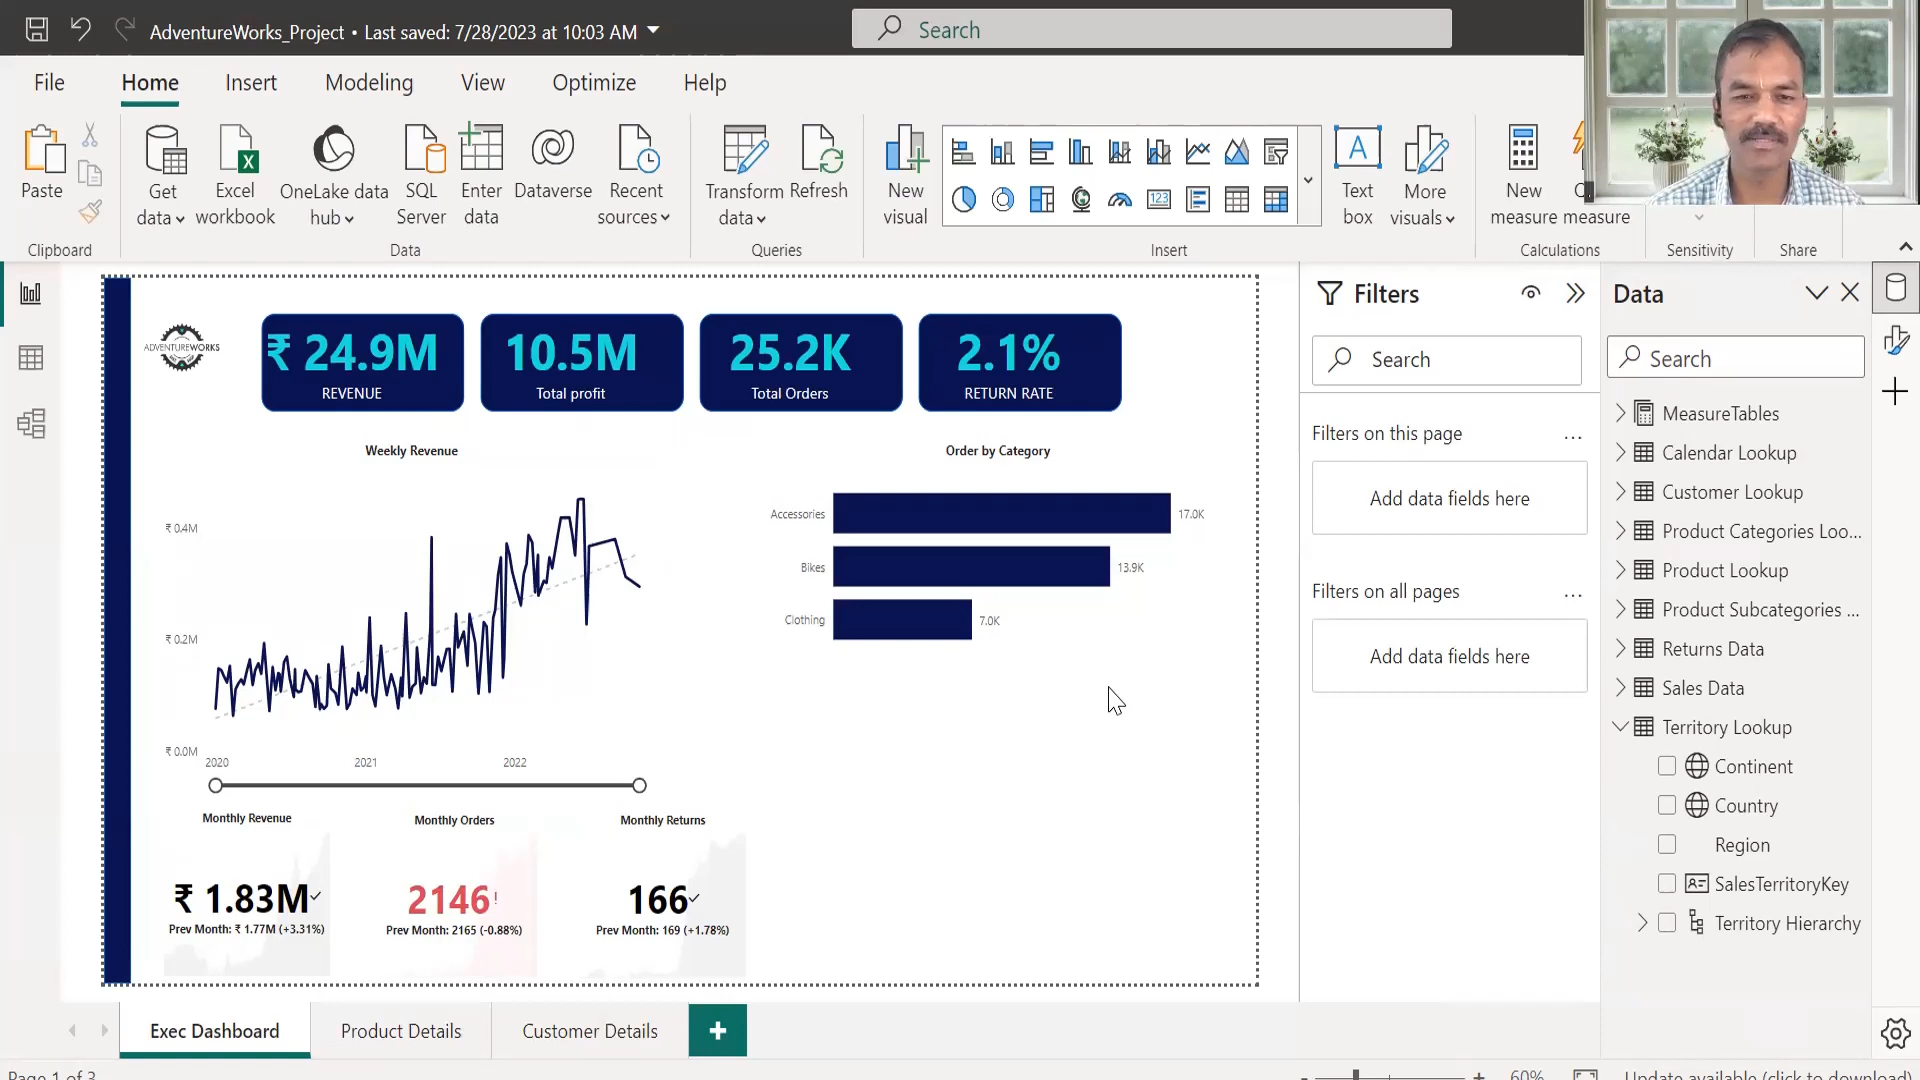 AdventureWorks_Project • Last saved: 7/28/2023 at 10:03 AM
Search
File Home Insert Modeling View Optimize Help
Paste
Get data
Excel workbook
OneLake data hub
SQL Server
Enter data
Dataverse
Recent sources
Transform data
Refresh
New visual
123
A
Text box
More visuals
New measure
measure
Clipboard
Data
Queries
Insert
Calculations
Sensitivity
Share
ADVENTUREWORKS
₹ 24.9M
REVENUE
10.5M
Total profit
25.2K
Total Orders
2.1%
RETURN RATE
Weekly Revenue
₹ 0.4M
₹ 0.2M
₹ 0.0M
2020 2021 2022
Order by Category
Accessories 17.0K
Bikes 13.9K
Clothing 7.0K
Monthly Revenue
₹ 1.83M
Prev Month: ₹ 1.77M (+3.31%)
Monthly Orders
2146!
Prev Month: 2165 (-0.88%)
Monthly Returns
166
Prev Month: 169 (+1.78%)
Filters
Search
Filters on this page ...
Add data fields here
Filters on all pages ...
Add data fields here
Data
Search
MeasureTables
Calendar Lookup
Customer Lookup
Product Categories Loo...
Product Lookup
Product Subcategories ...
Returns Data
Sales Data
Territory Lookup
Continent
Country
Region
SalesTerritoryKey
Territory Hierarchy
Exec Dashboard
Product Details
Customer Details
Page 1 of 3
60%
Update available (click to download)